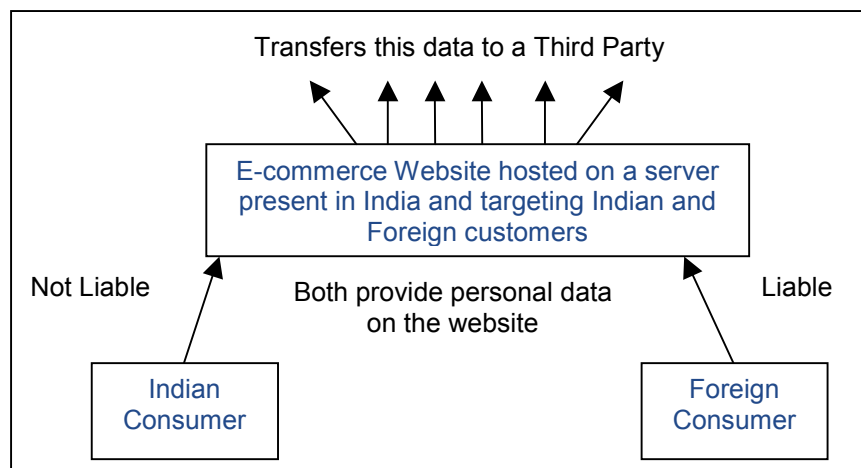 Transfers this data to a Third Party
E-commerce Website hosted on a server
present in India and targeting Indian and
Foreign customers
Not Liable
Both provide personal data
on the website
Liable
Indian
Consumer
Foreign
Consumer